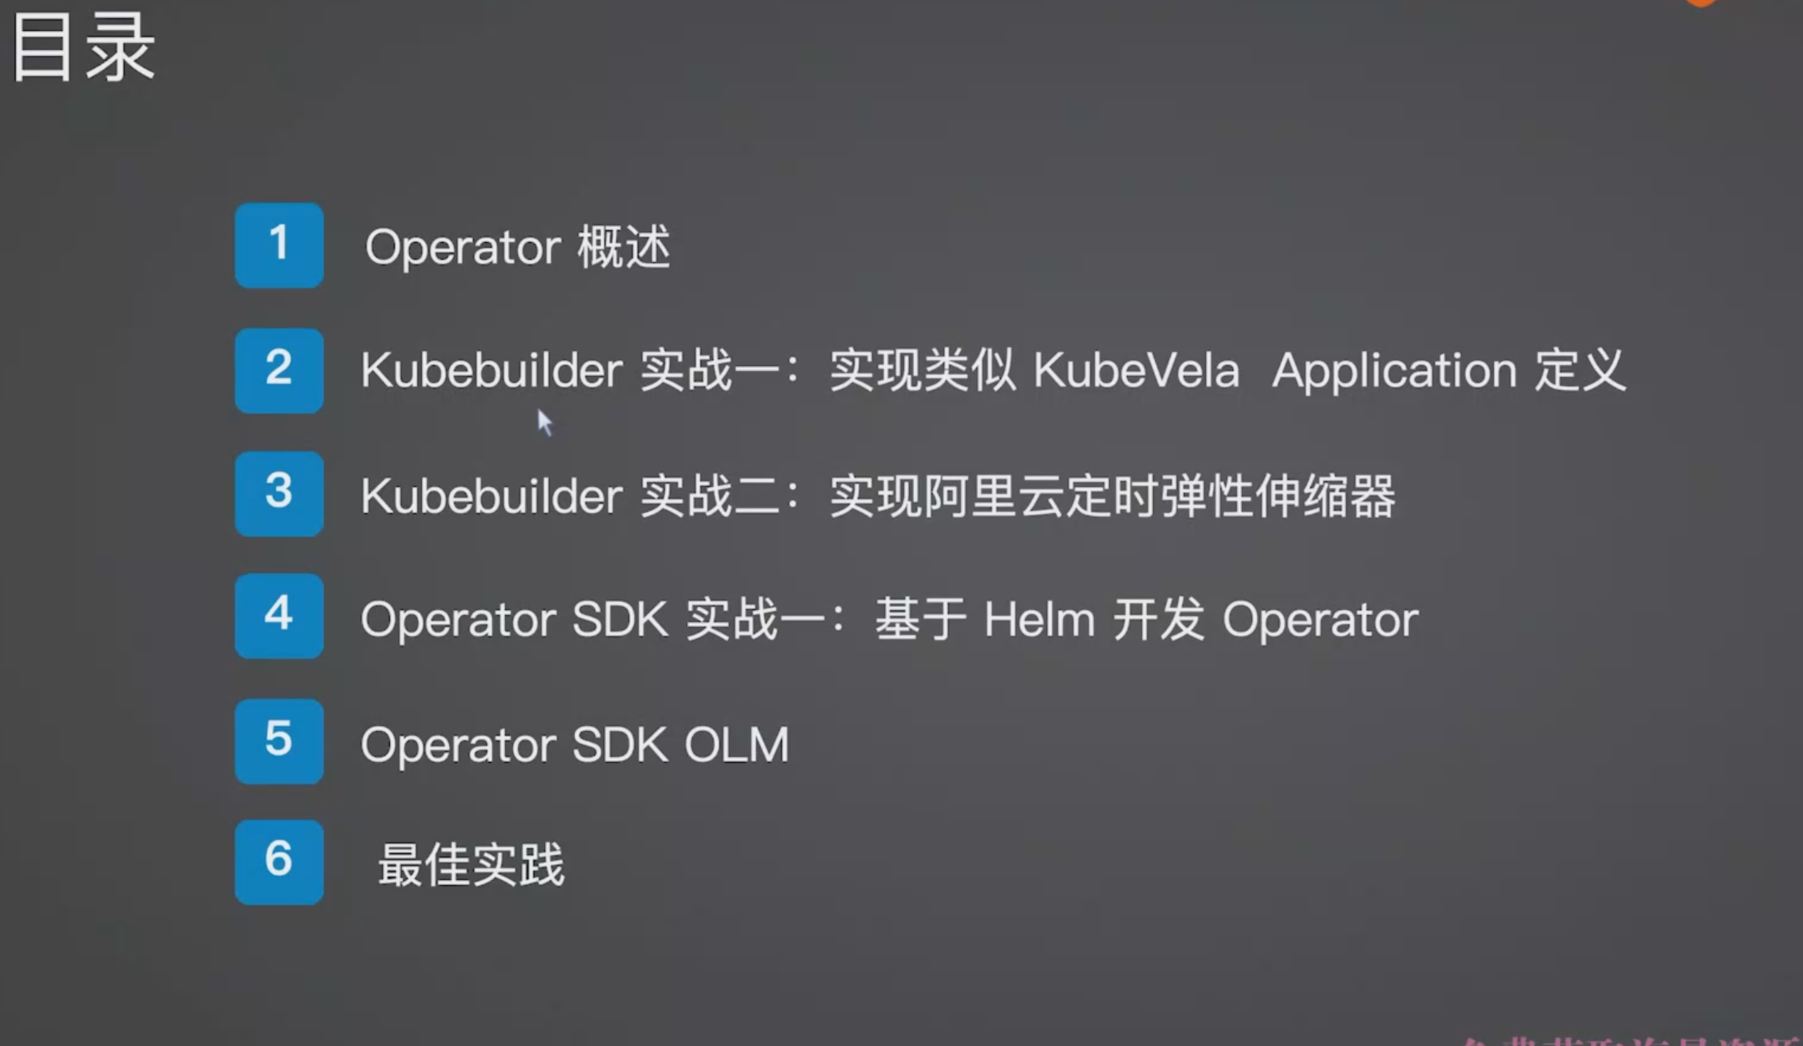 目录
1 Operator 概述
2 Kubebuilder 实战一：实现类似 KubeVela Application 定义
3 Kubebuilder 实战二：实现阿里云定时弹性伸缩器
4 Operator SDK 实战一：基于 Helm 开发 Operator
5 Operator SDK OLM
6 最佳实践